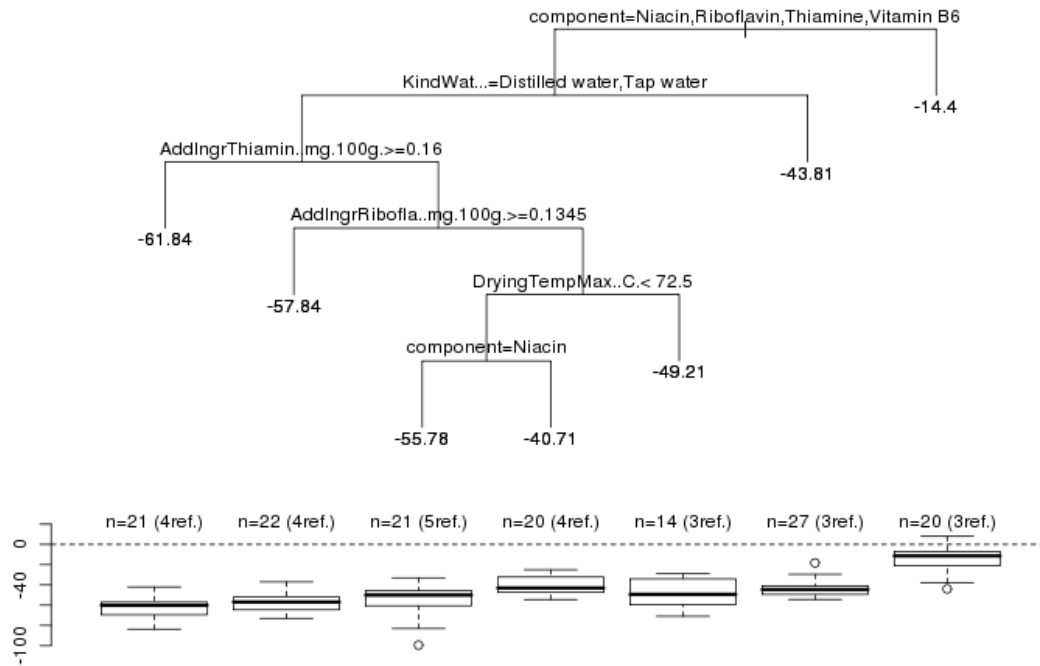 component=Niacin,Riboflavin,Thiamine,Vitamin B6
KindWat...=Distilled water,Tap water
-14.4
AddIngrThiamin..mg.100g.>=0.16
-43.81
AddIngrRibofla..mg.100g.>=0.1345
-61.84
DryingTempMax..C.< 72.5
-57.84
component=Niacin
-49.21
-55.78 -40.71
n=21 (4ref.) n=22 (4ref.) n=21 (5ref.) n=20 (4ref.) n=14 (3ref.) n=27 (3ref.) n=20 (3ref.)
0
-40
-100